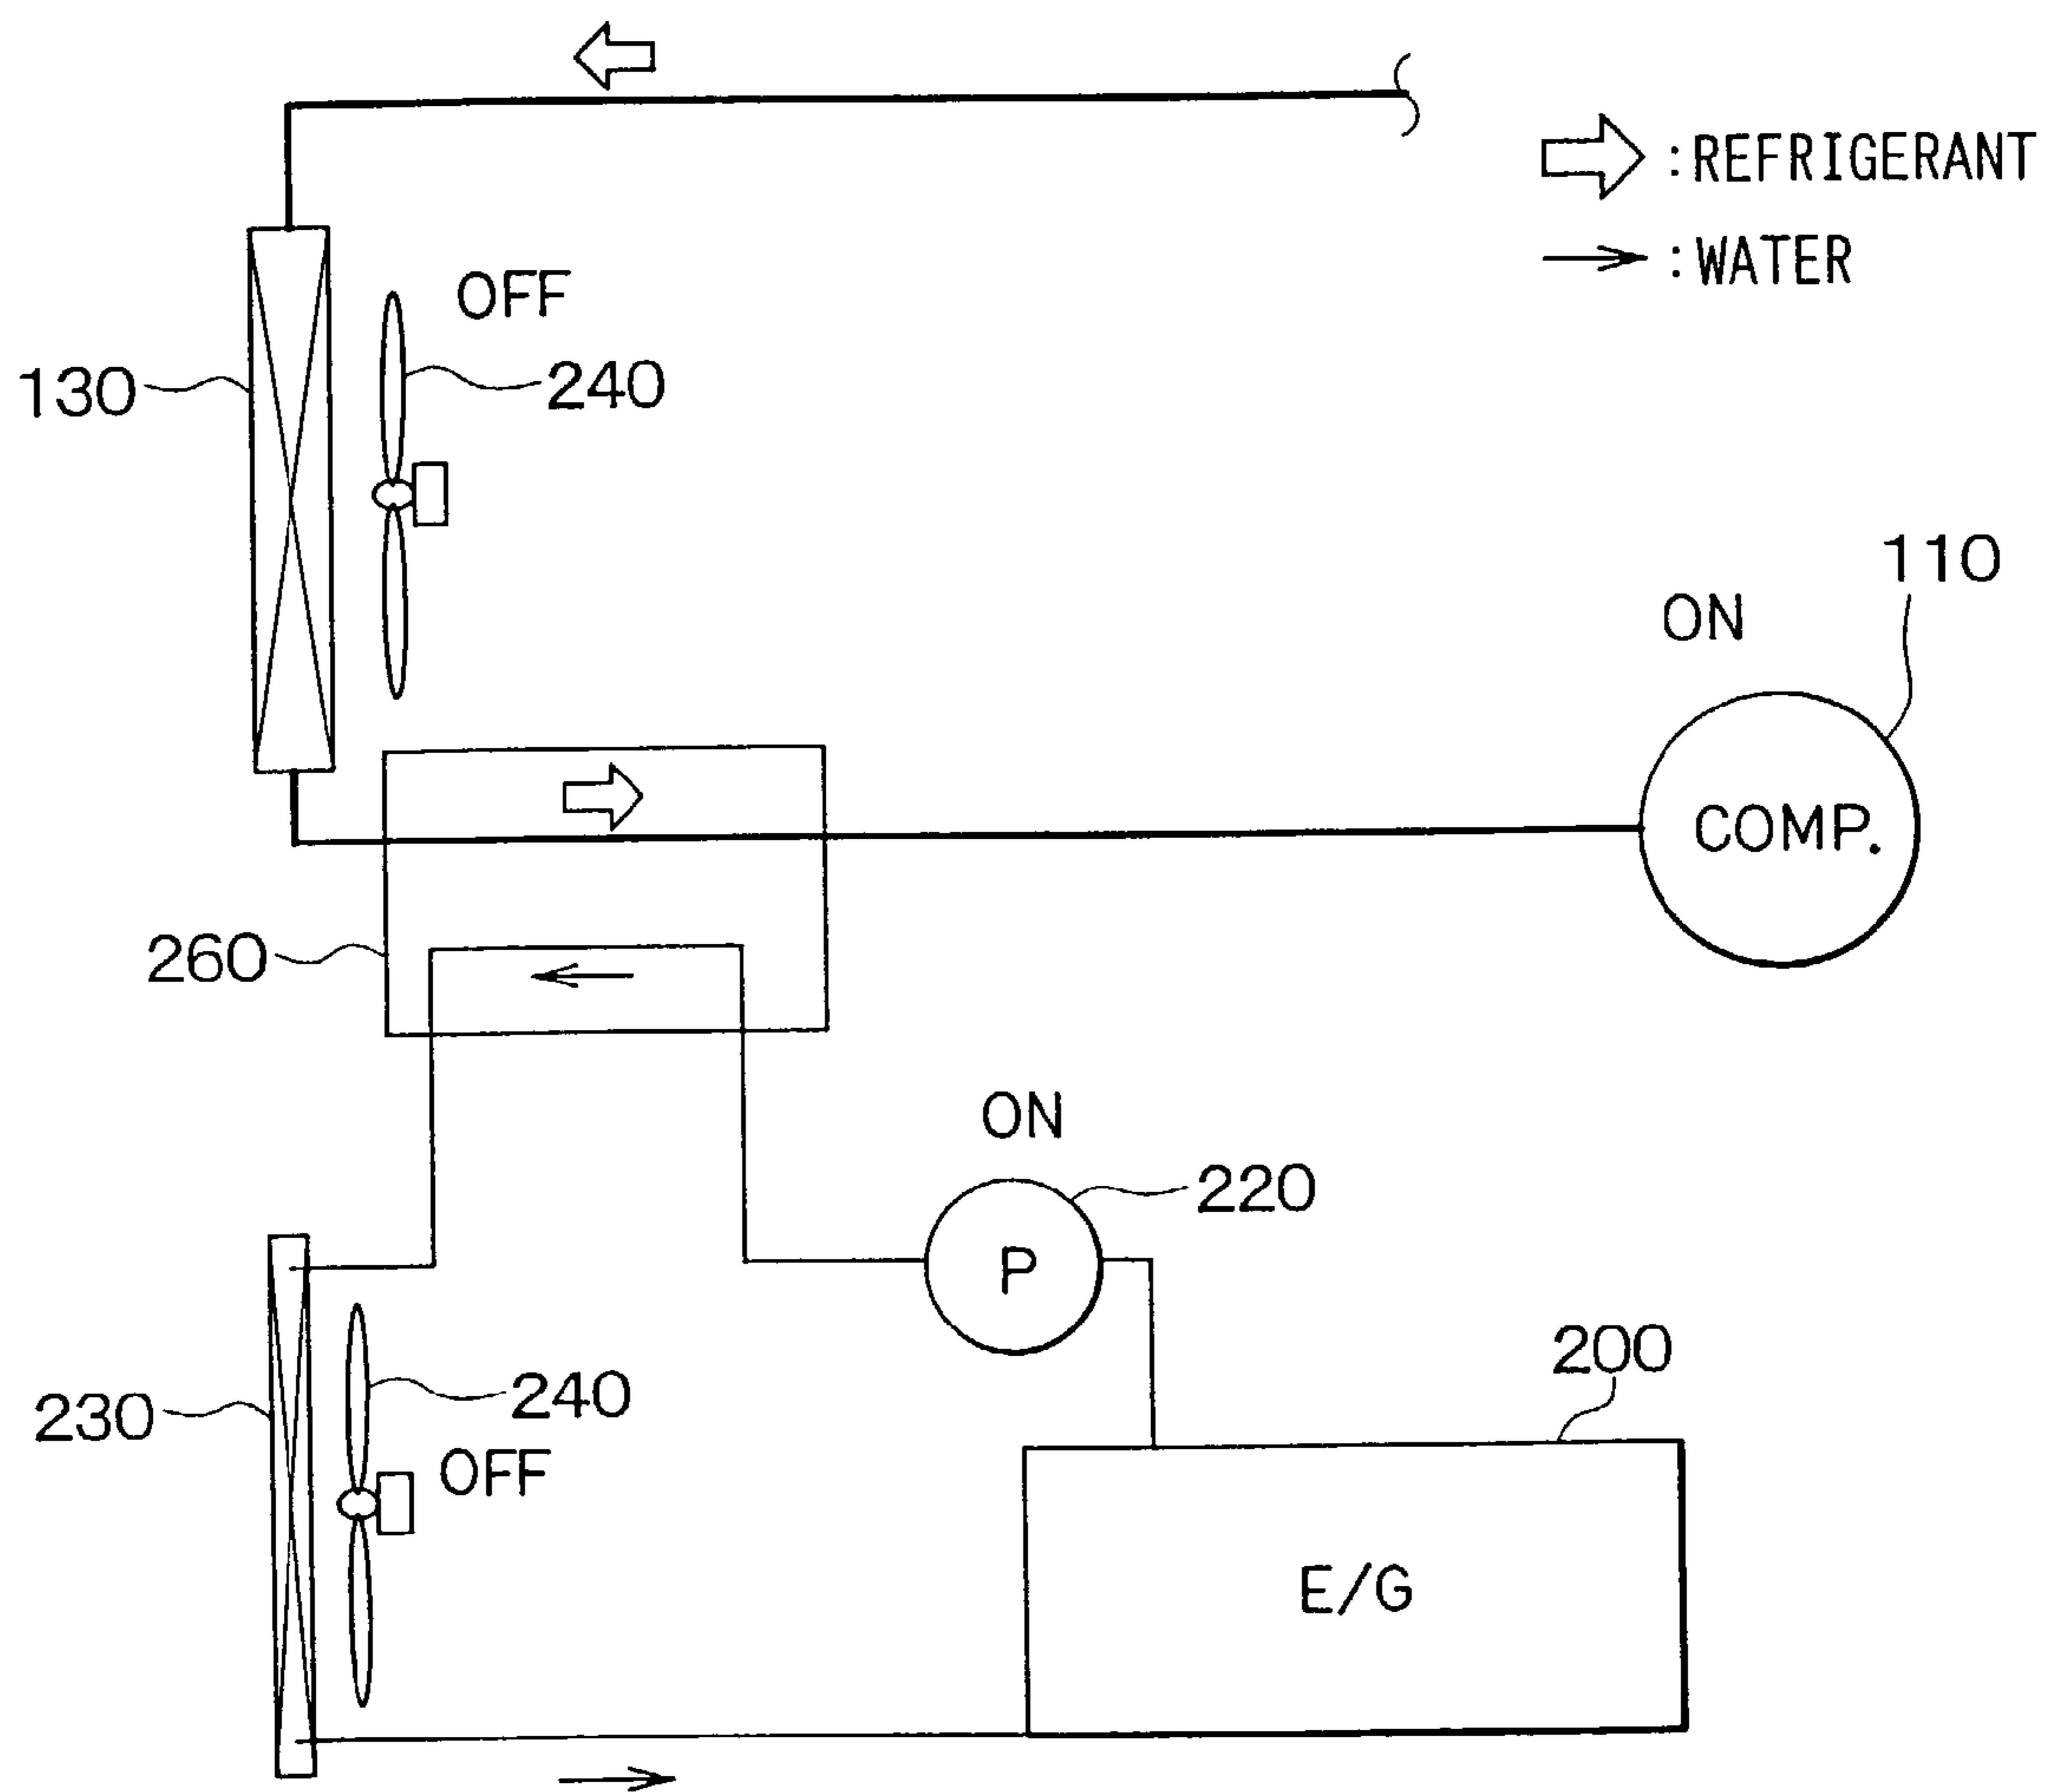 :REFRIGERANT
:WATER
OFF
130
240
110
ON
COMP.
260
ON
220
P
200
230
240
OFF
E/G